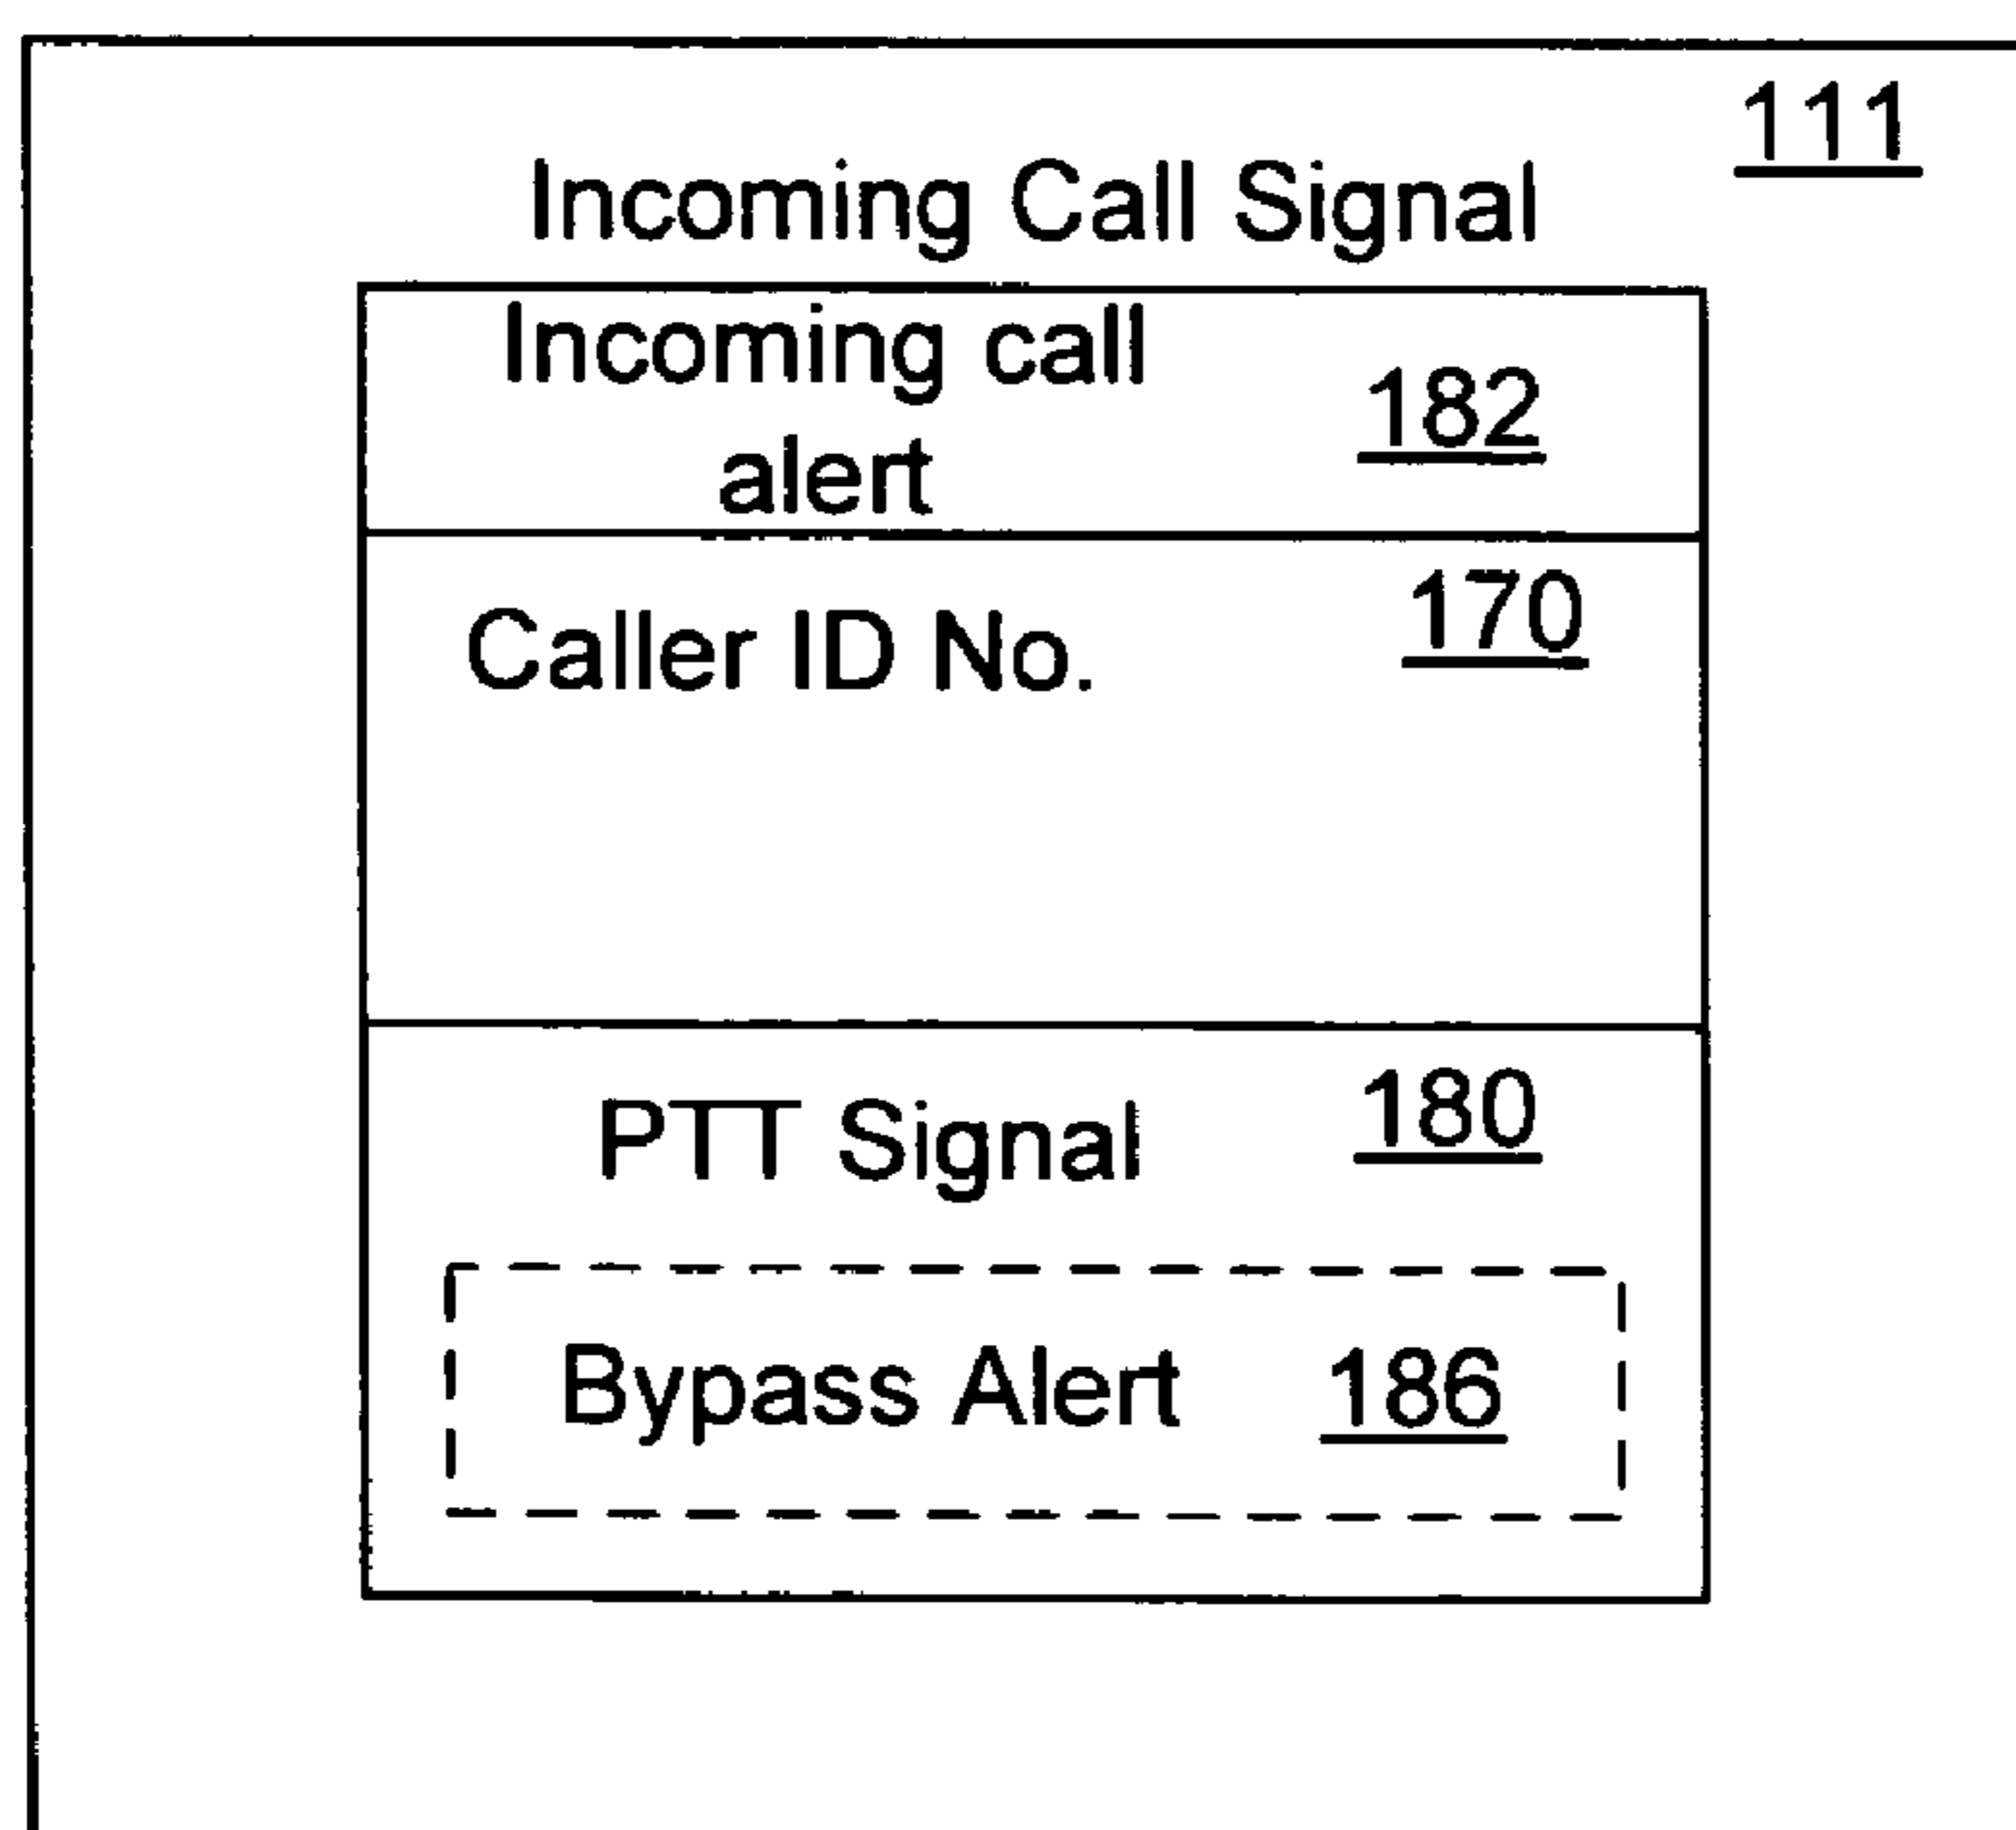 111
Incoming Call Signal
Incoming call
alert
182
Caller ID No.
170
PTT Signal
180
Bypass Alert 186